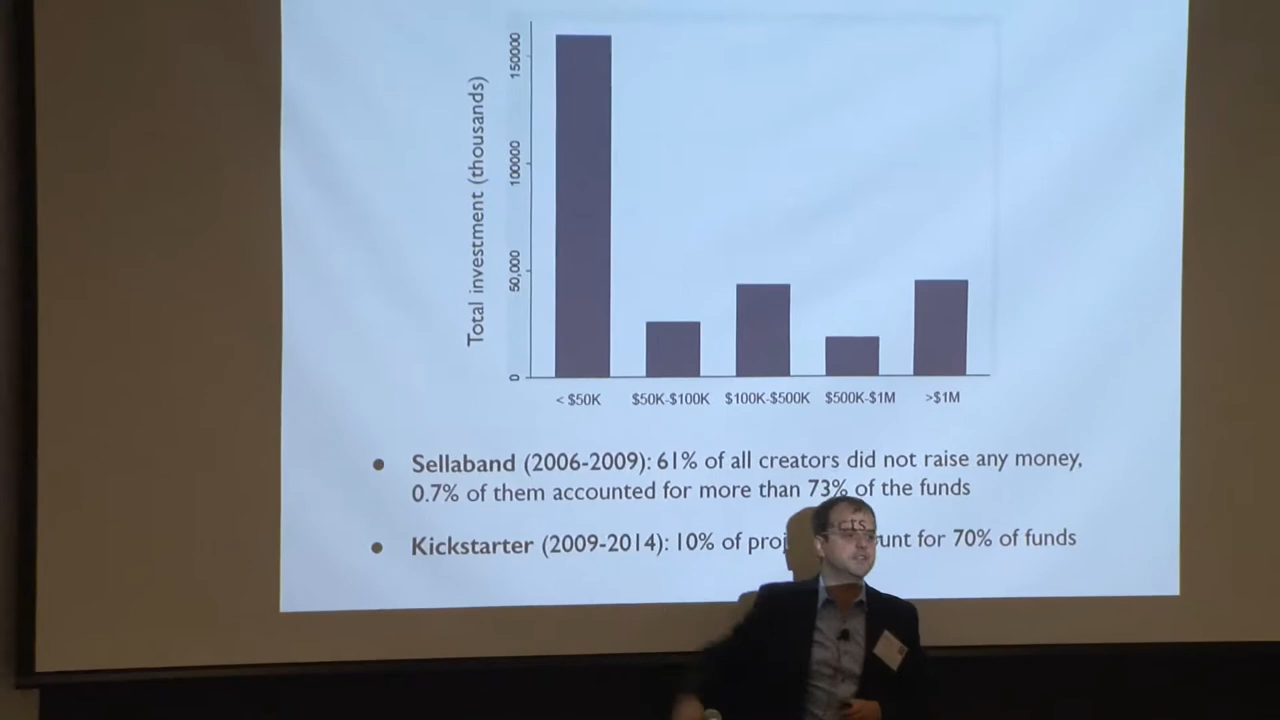 Total investment (thousands)
150000
100000
50,000
0
< $50K $50K-$100K $100K-$500K $500K-$1M >$1M
• Sellaband (2006-2009): 61% of all creators did not raise any money,
0.7% of them accounted for more than 73% of the funds
• Kickstarter (2009-2014): 10% of proj cts unt for 70% of funds